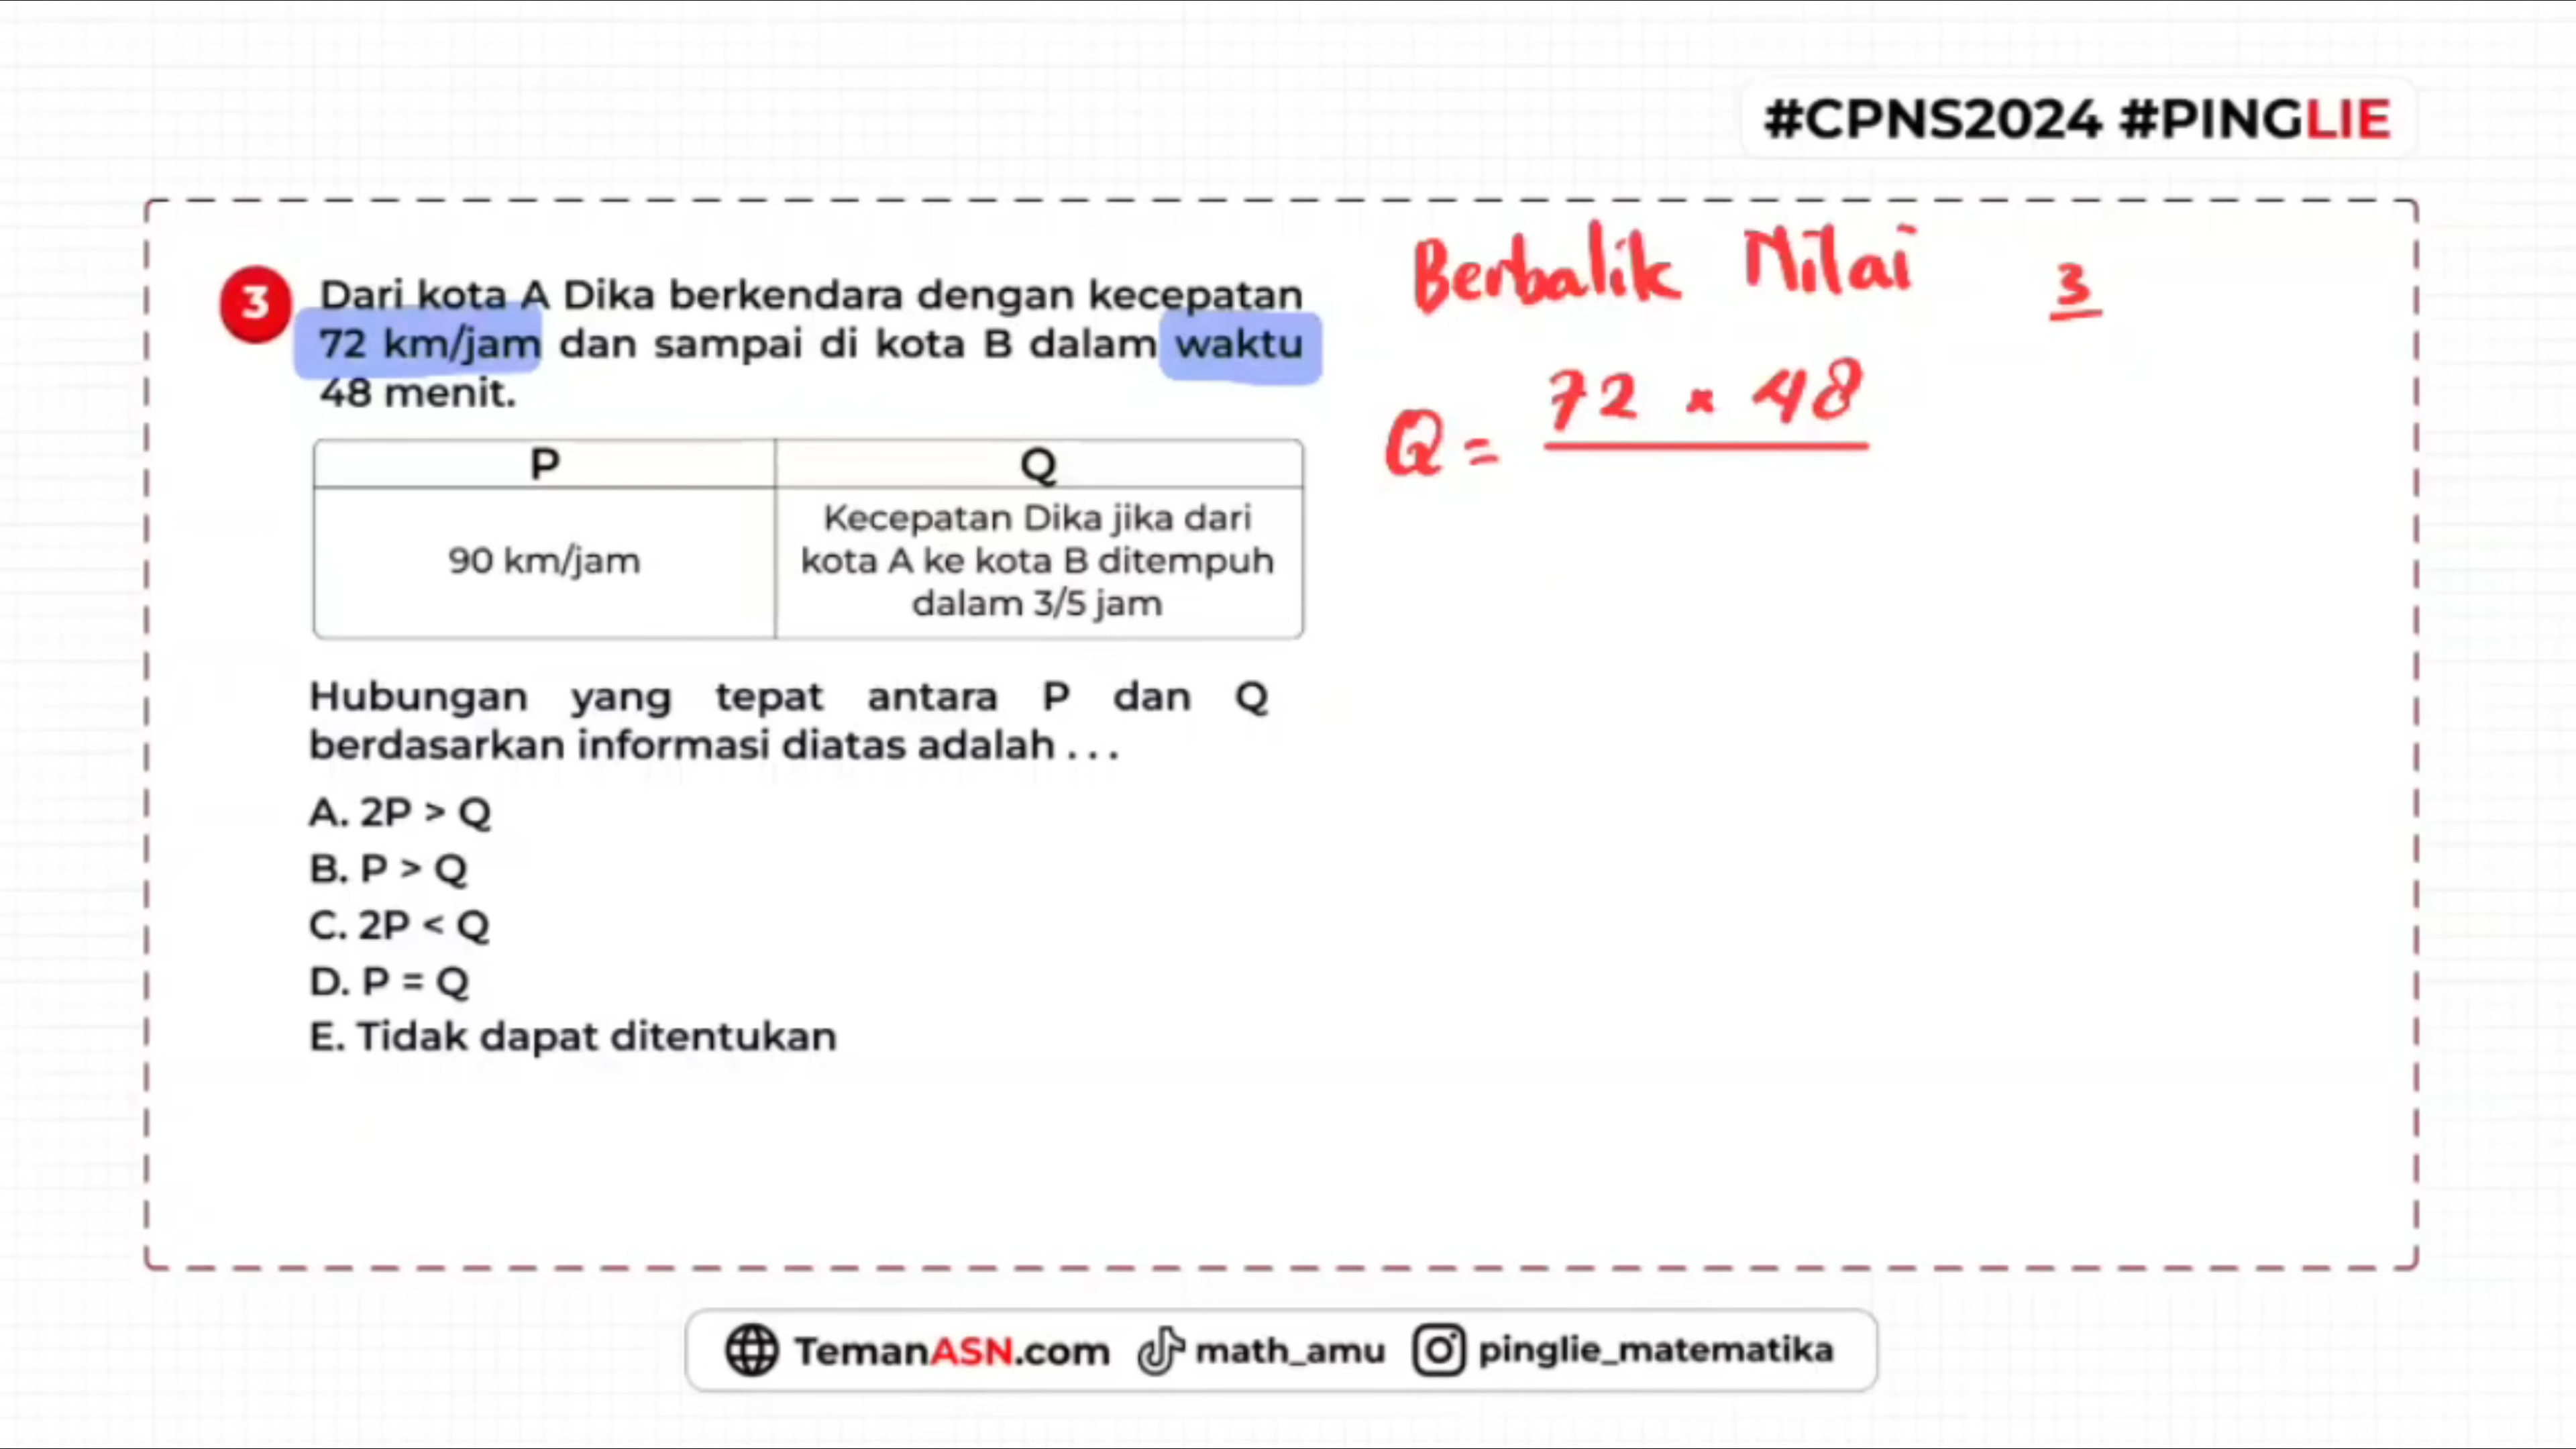 #CPNS2024 #PINGLIE
3
Dari kota A Dika berkendara dengan kecepatan
72 km/jam dan sampai di kota B dalam waktu
48 menit.
P
Q
90 km/jam
Kecepatan Dika jika dari
kota A ke kota B ditempuh
dalam 3/5 jam
Hubungan yang tepat antara P dan Q
berdasarkan informasi diatas adalah . . .
A. 2P > Q
B. P > Q
C. 2P < Q
D. P = Q
E. Tidak dapat ditentukan
Berbalik Nilai
3
72 × 48
Q =
TemanASN.com math_amu pinglie_matematika